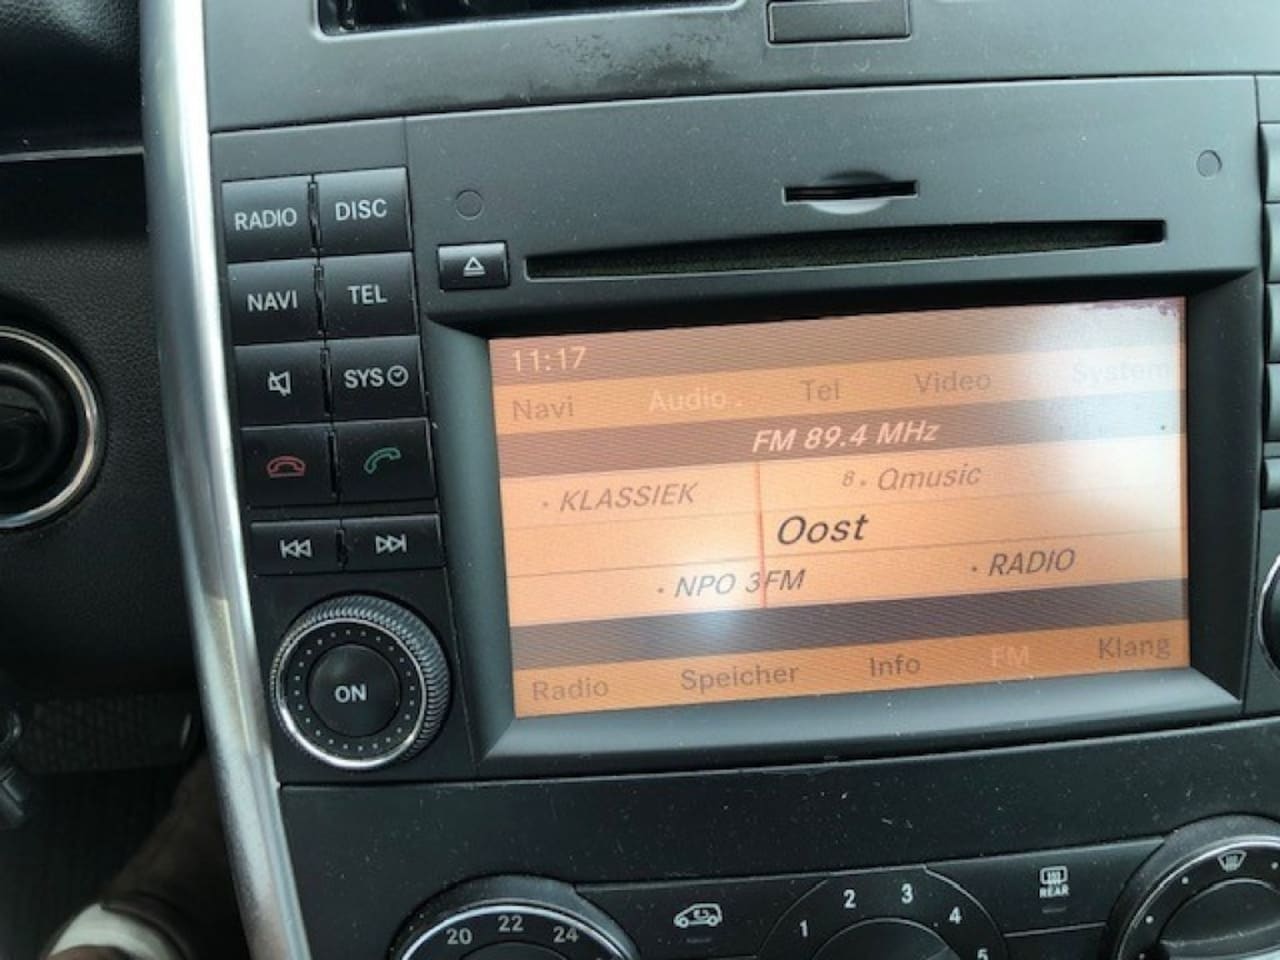 RADIO DISC
NAVI TEL
SYS
ON
11:17
Navi Audio Tel Video System
FM 89.4 MHz
· KLASSIEK 8. Qmusic
Oost
· NPO 3FM · RADIO
Radio Speicher Info FM Klang
20 22 24
1 2 3 4 5
REAR